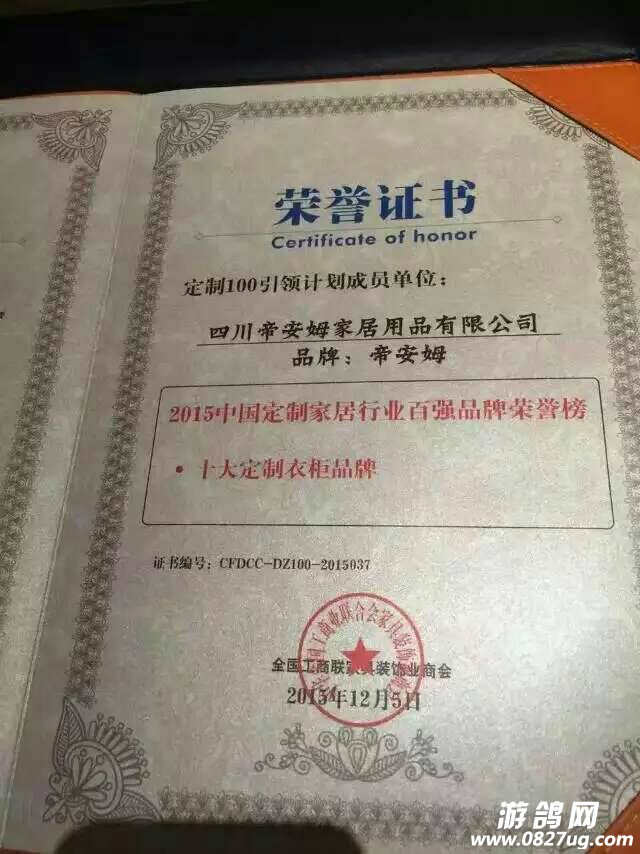 荣誉证书
Certificate of honor
定制100引领计划成员单位：
四川帝安姆家居用品有限公司
品牌：帝安姆
2015中国定制家居行业百强品牌荣誉榜
·十大定制衣柜品牌
证书编号：CFDCC-DZ100-2015037
全国工商联家具装饰业商会
2015年12月5日
游鸽网
www.0827ug.com